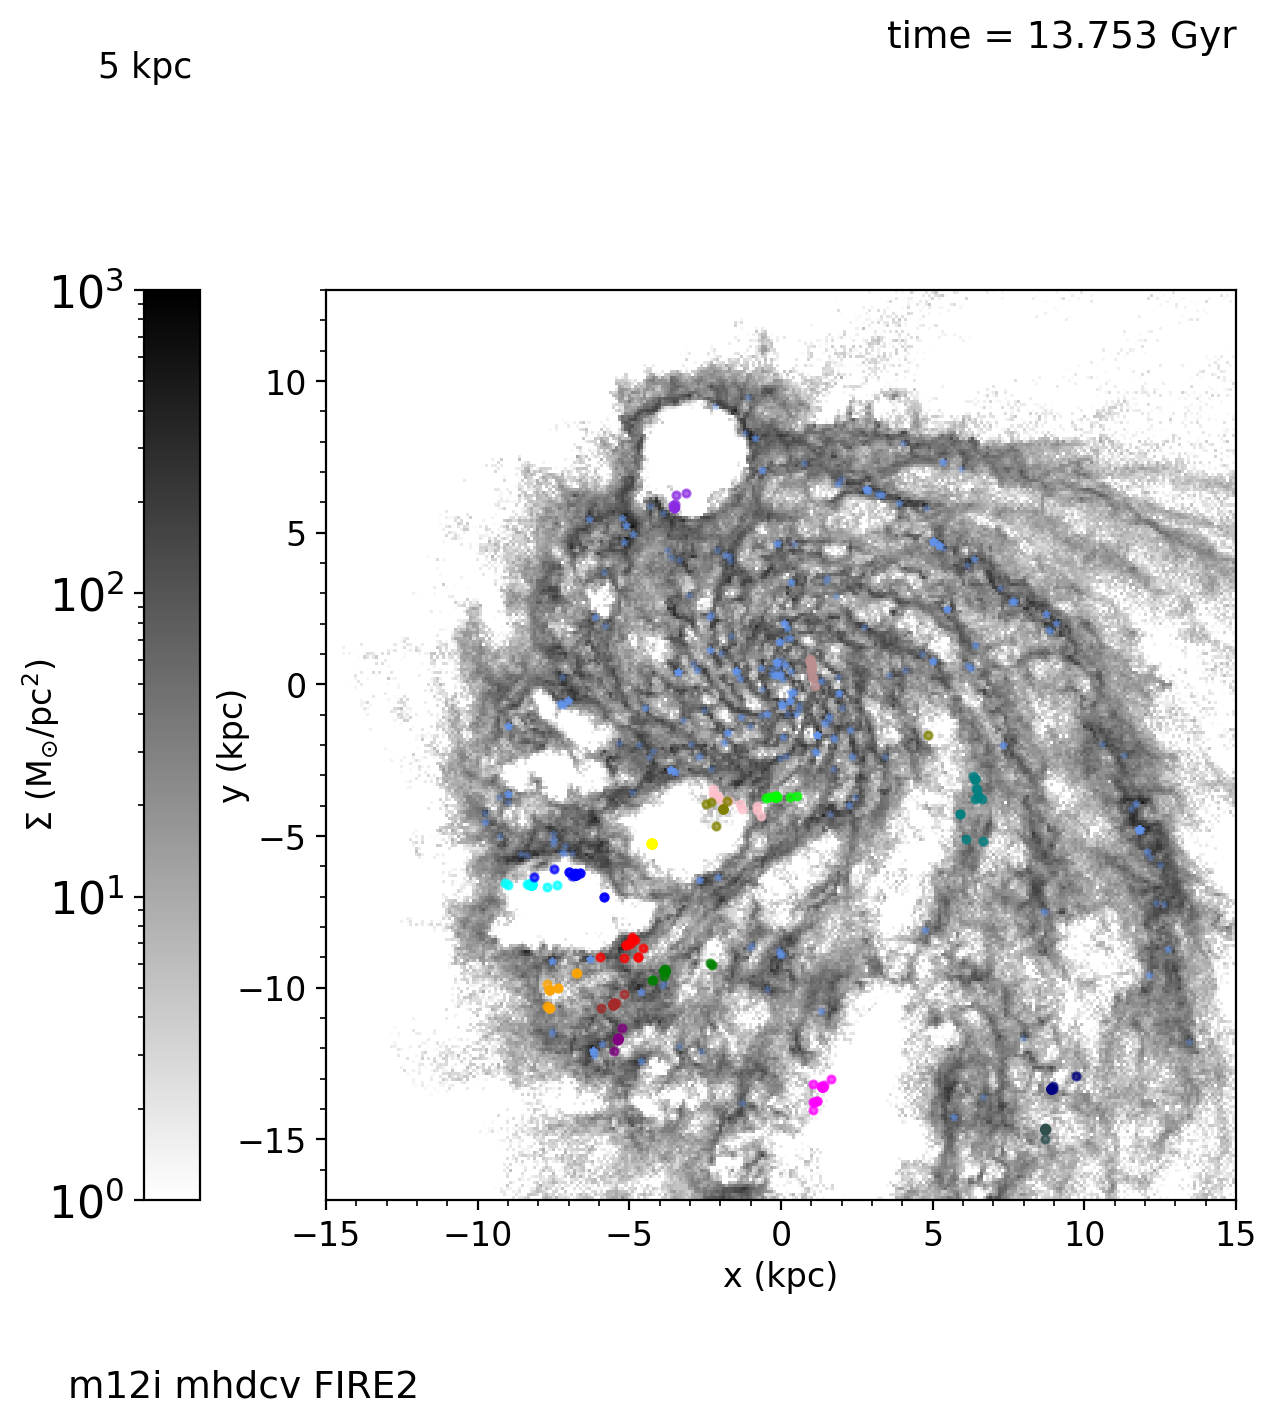 time = 13.753 Gyr
5 kpc
10³
10²
10¹
10⁰
Σ (M☉/pc²)
10
5
0
−5
−10
−15
y (kpc)
−15 −10 −5 0 5 10 15
x (kpc)
m12i mhdcv FIRE2